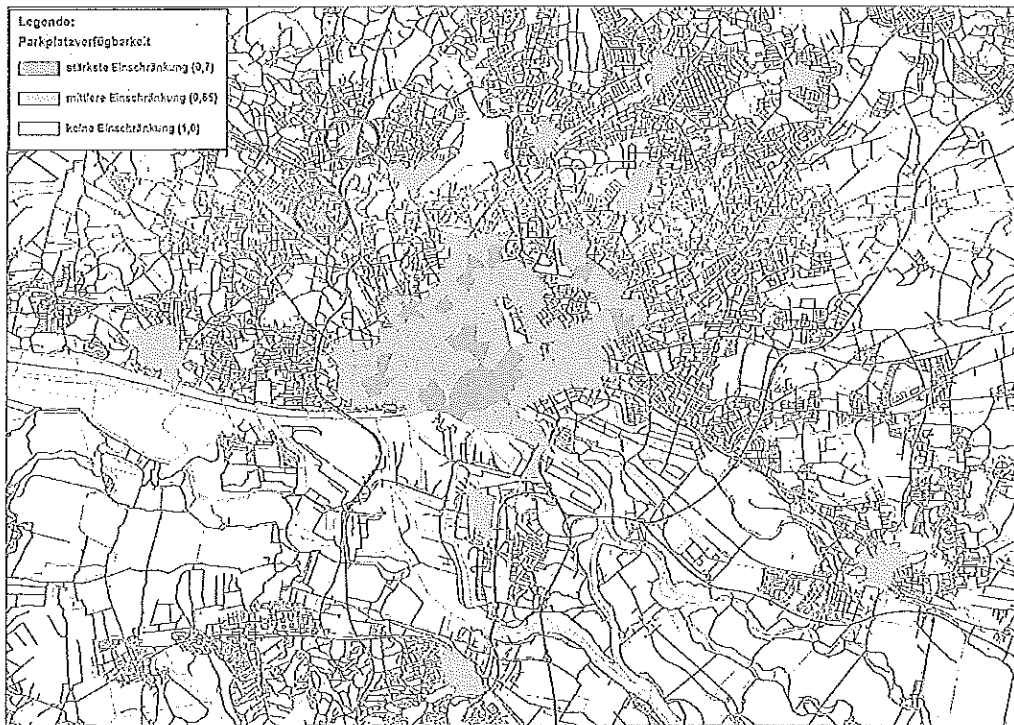 Legende:
Parkplatzverfügbarkeit
stärkste Einschränkung (0,7)
mittlere Einschränkung (0,85)
keine Einschränkung (1,0)